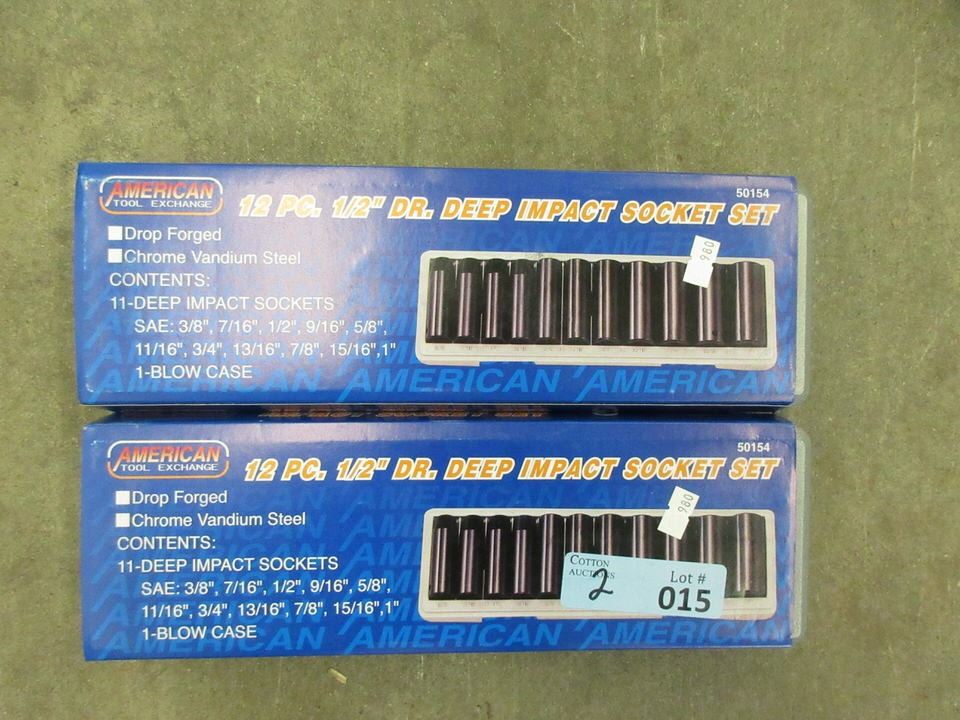 AMERICAN
TOOL EXCHANGE
12 PC. 1/2" DR. DEEP IMPACT SOCKET SET
50154
Drop Forged
Chrome Vandium Steel
CONTENTS:
11-DEEP IMPACT SOCKETS
SAE: 3/8", 7/16", 1/2", 9/16", 5/8",
11/16", 3/4", 13/16", 7/8", 15/16",1"
1-BLOW CASE
980
AMERICAN AMERICAN AMERICAN
AMERICAN
TOOL EXCHANGE
12 PC. 1/2" DR. DEEP IMPACT SOCKET SET
50154
Drop Forged
Chrome Vandium Steel
CONTENTS:
11-DEEP IMPACT SOCKETS
SAE: 3/8", 7/16", 1/2", 9/16", 5/8",
11/16", 3/4", 13/16", 7/8", 15/16",1"
1-BLOW CASE
980
COTTON
AUCTIONS
2
Lot #
015
AMERICAN AMERICAN AMERICAN